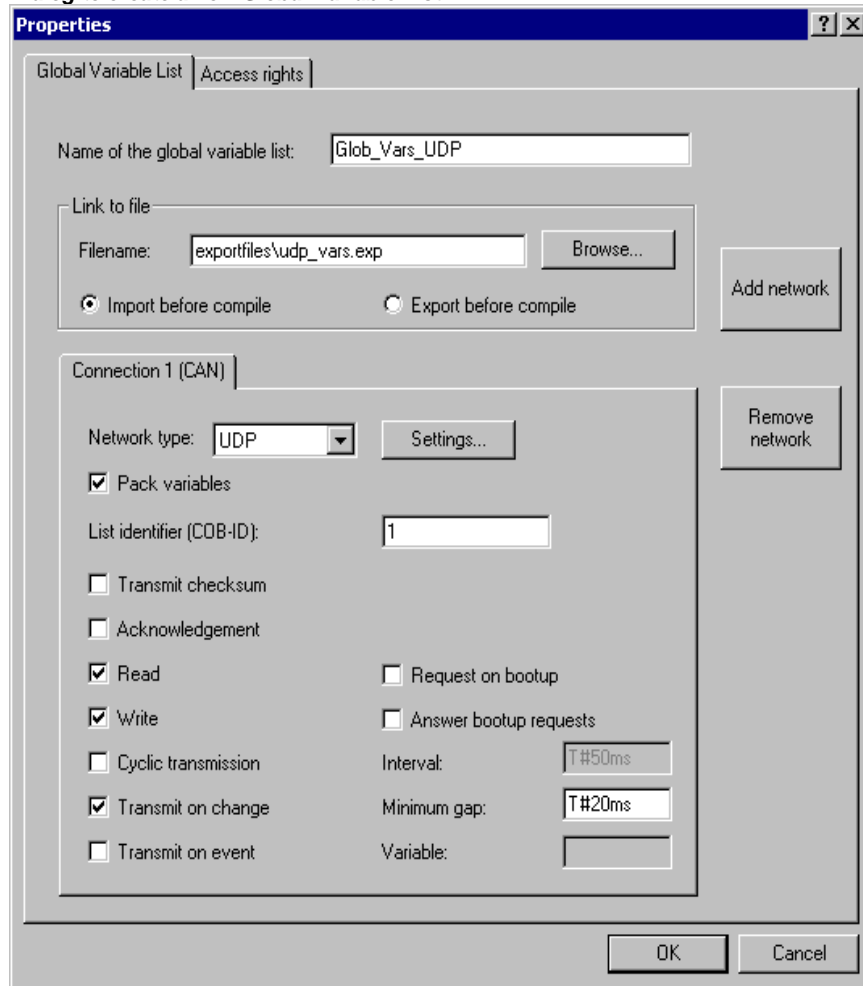 Properties
Global Variable List Access rights
Name of the global variable list: Glob_Vars_UDP
Link to file
Filename: exportfiles\udp_vars.exp Browse...
Add network
Import before compile Export before compile
Connection 1 (CAN)
Network type: UDP Settings...
Remove
network
Pack variables
List identifier (COB-ID): 1
Transmit checksum
Acknowledgement
Read Request on bootup
Write Answer bootup requests
Cyclic transmission Interval: T#50ms
Transmit on change Minimum gap: T#20ms
Transmit on event Variable:
OK Cancel